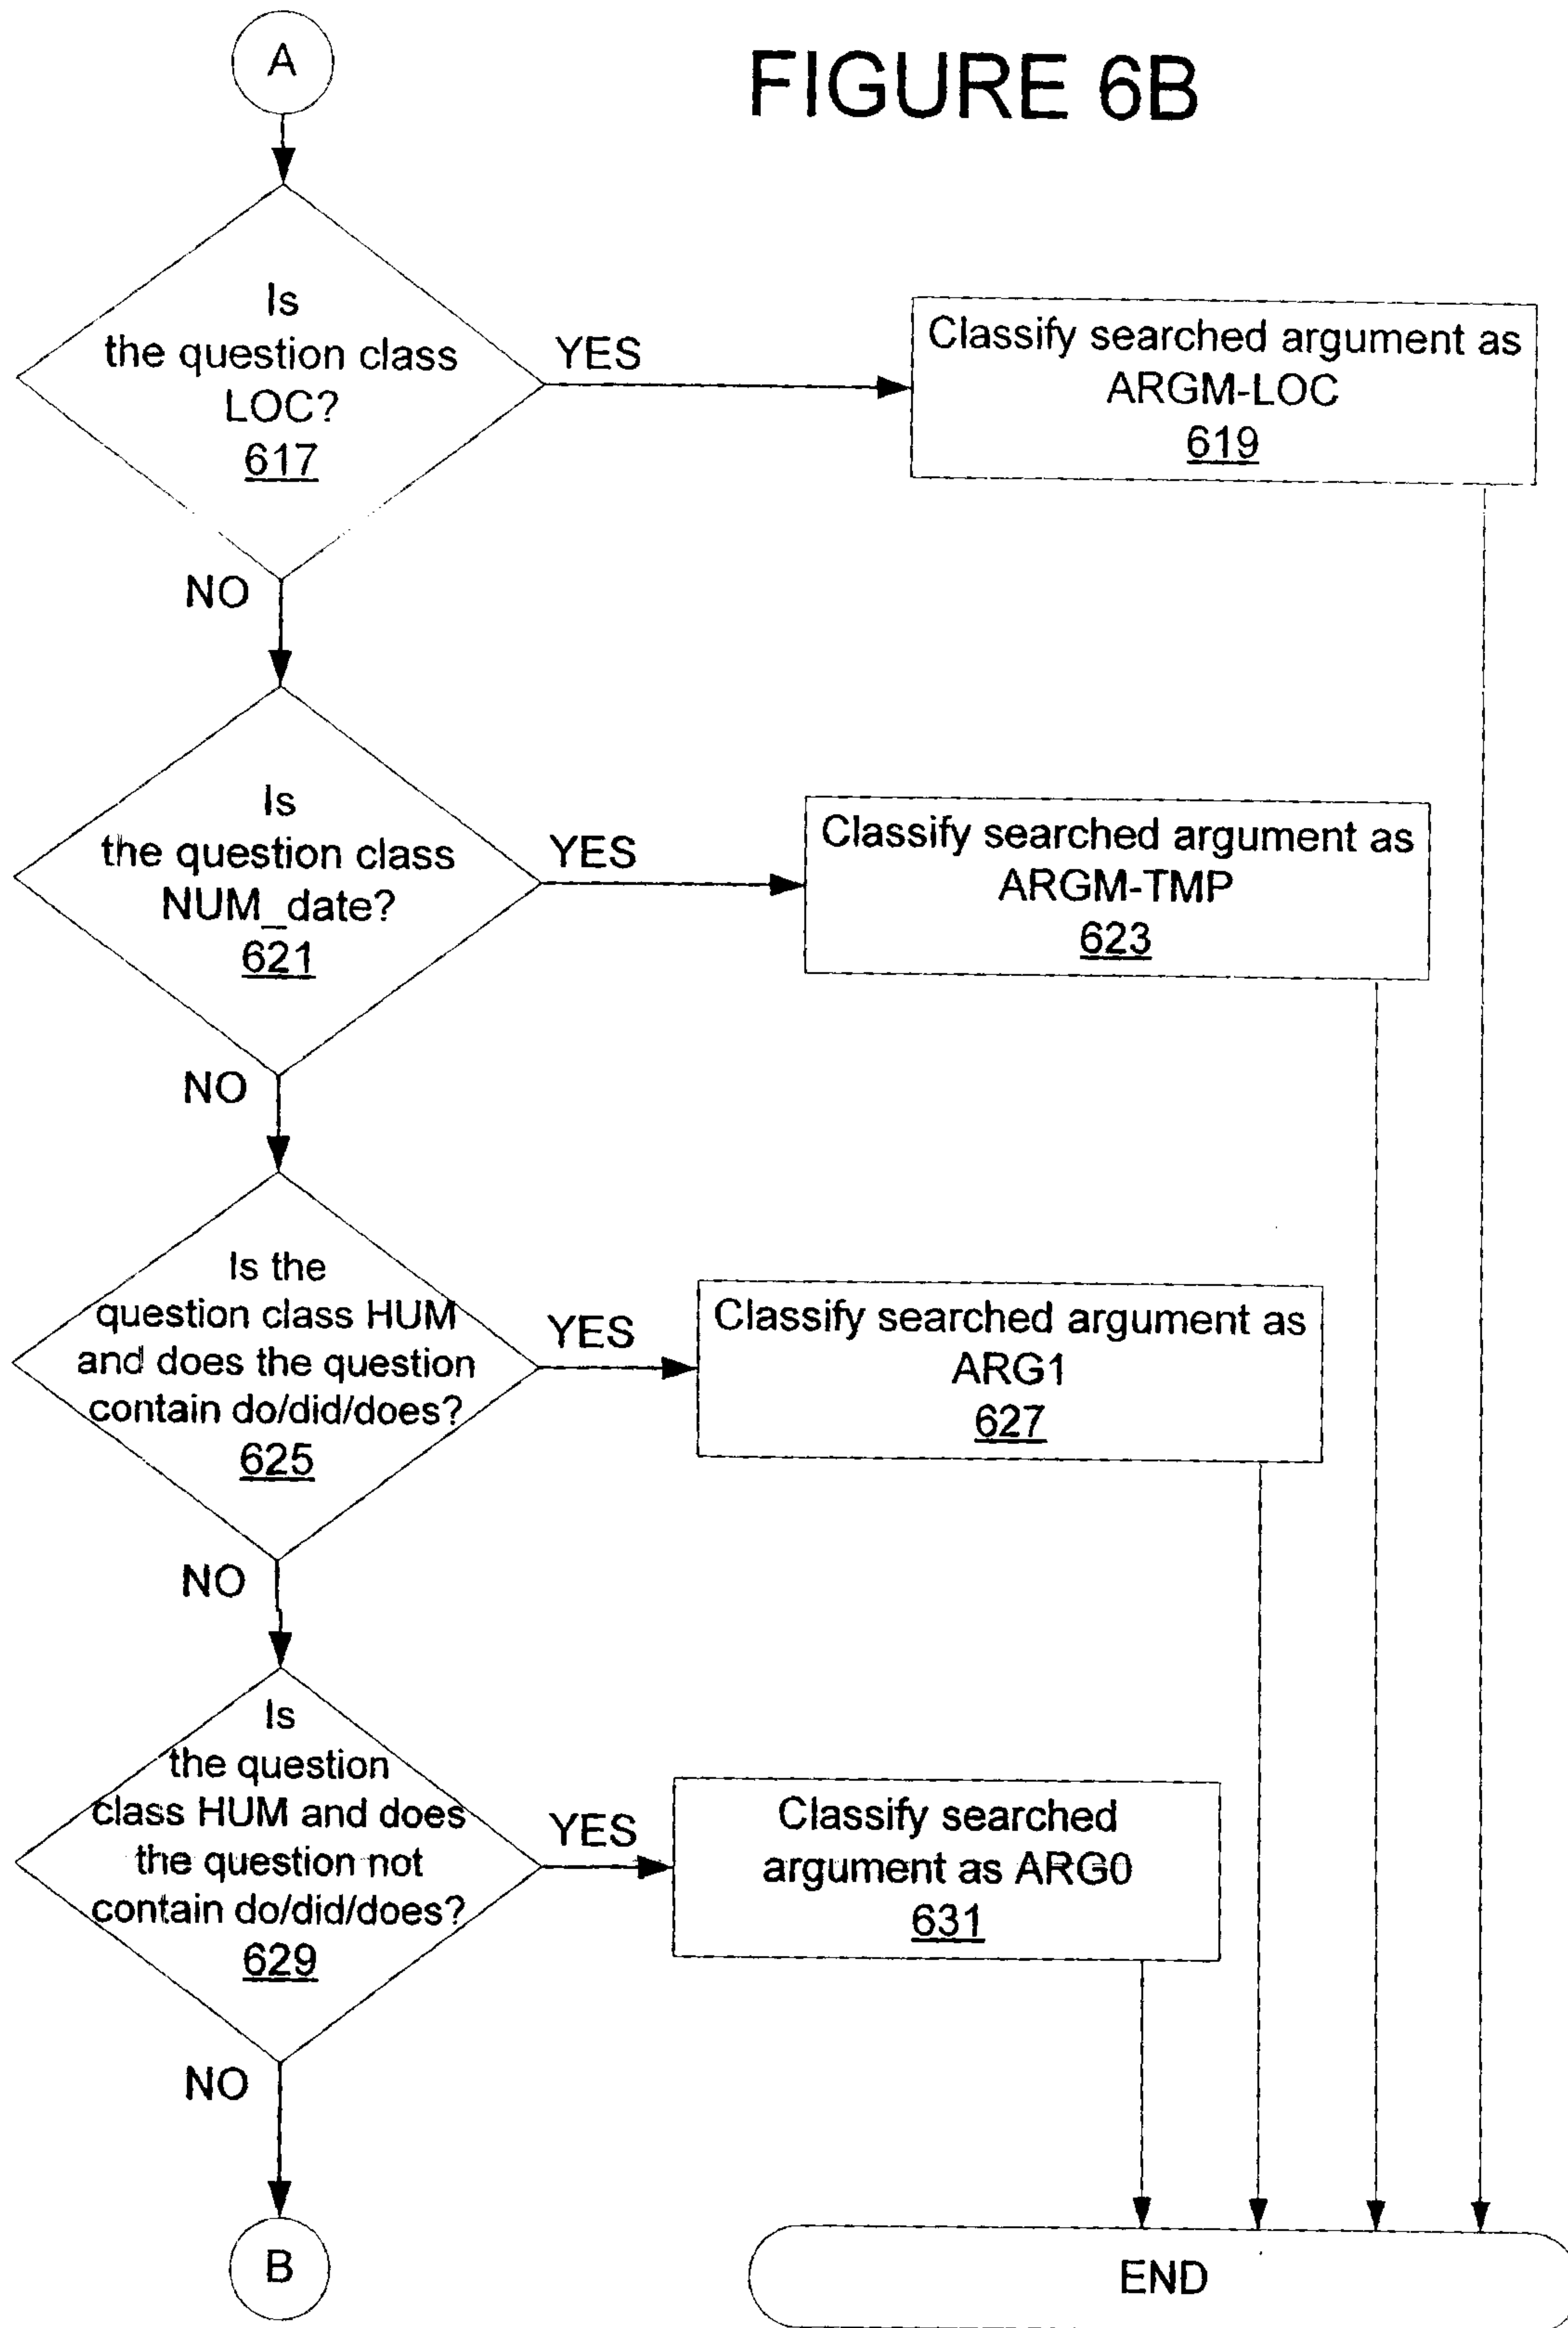 FIGURE 6B
A
Is
the question class
LOC?
617
YES
Classify searched argument as
ARGM-LOC
619
NO
Is
the question class
NUM_date?
621
YES
Classify searched argument as
ARGM-TMP
623
NO
Is the
question class HUM
and does the question
contain do/did/does?
625
YES
Classify searched argument as
ARG1
627
NO
Is
the question
class HUM and does
the question not
contain do/did/does?
629
YES
Classify searched
argument as ARG0
631
NO
B
END